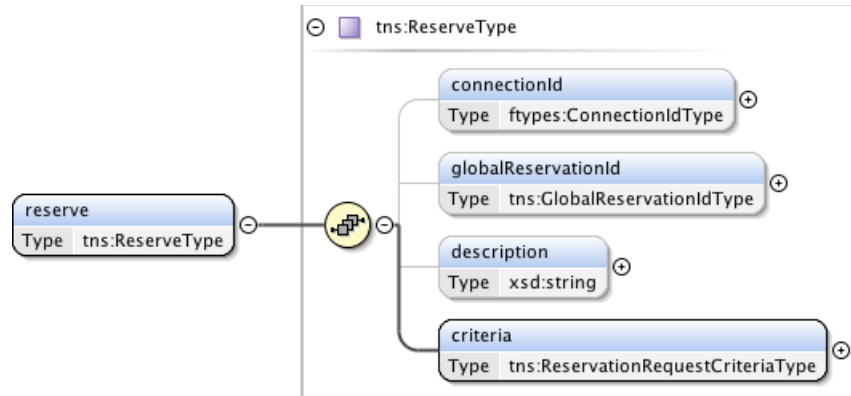 tns:ReserveType
connectionId
Type ftypes:ConnectionIdType
globalReservationId
Type tns:GlobalReservationIdType
reserve
Type tns:ReserveType
description
Type xsd:string
criteria
Type tns:ReservationRequestCriteriaType